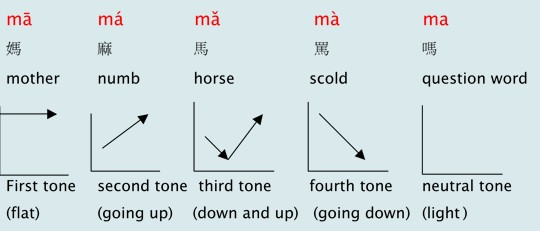 mā má mǎ mà ma
媽 麻 馬 罵 嗎
mother numb horse scold question word
First tone second tone third tone fourth tone neutral tone
(flat) (going up) (down and up) (going down) (light)